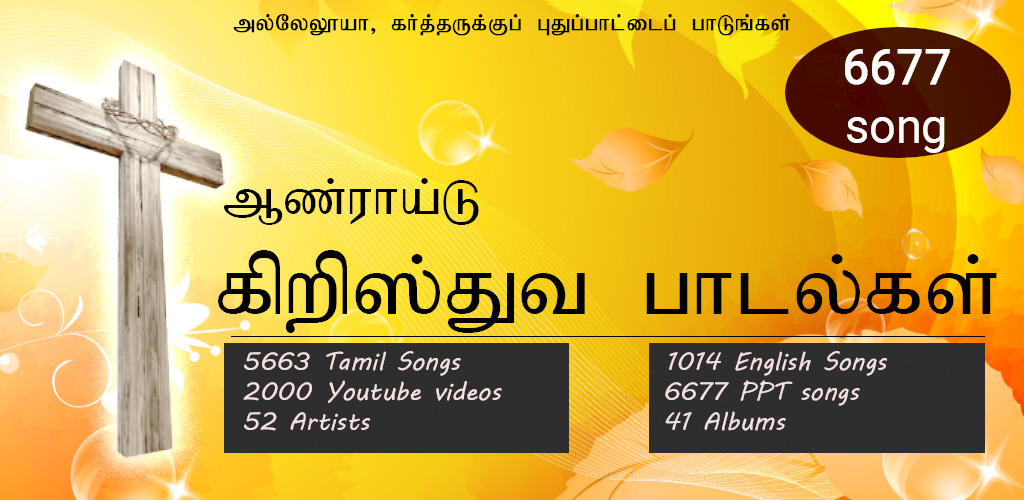 அல்லேலூயா, கர்த்தருக்குப் புதுப்பாட்டைப் பாடுங்கள்
6677
song
ஆண்ராய்டு
கிறிஸ்துவ பாடல்கள்
5663 Tamil Songs
2000 Youtube videos
52 Artists
1014 English Songs
6677 PPT songs
41 Albums